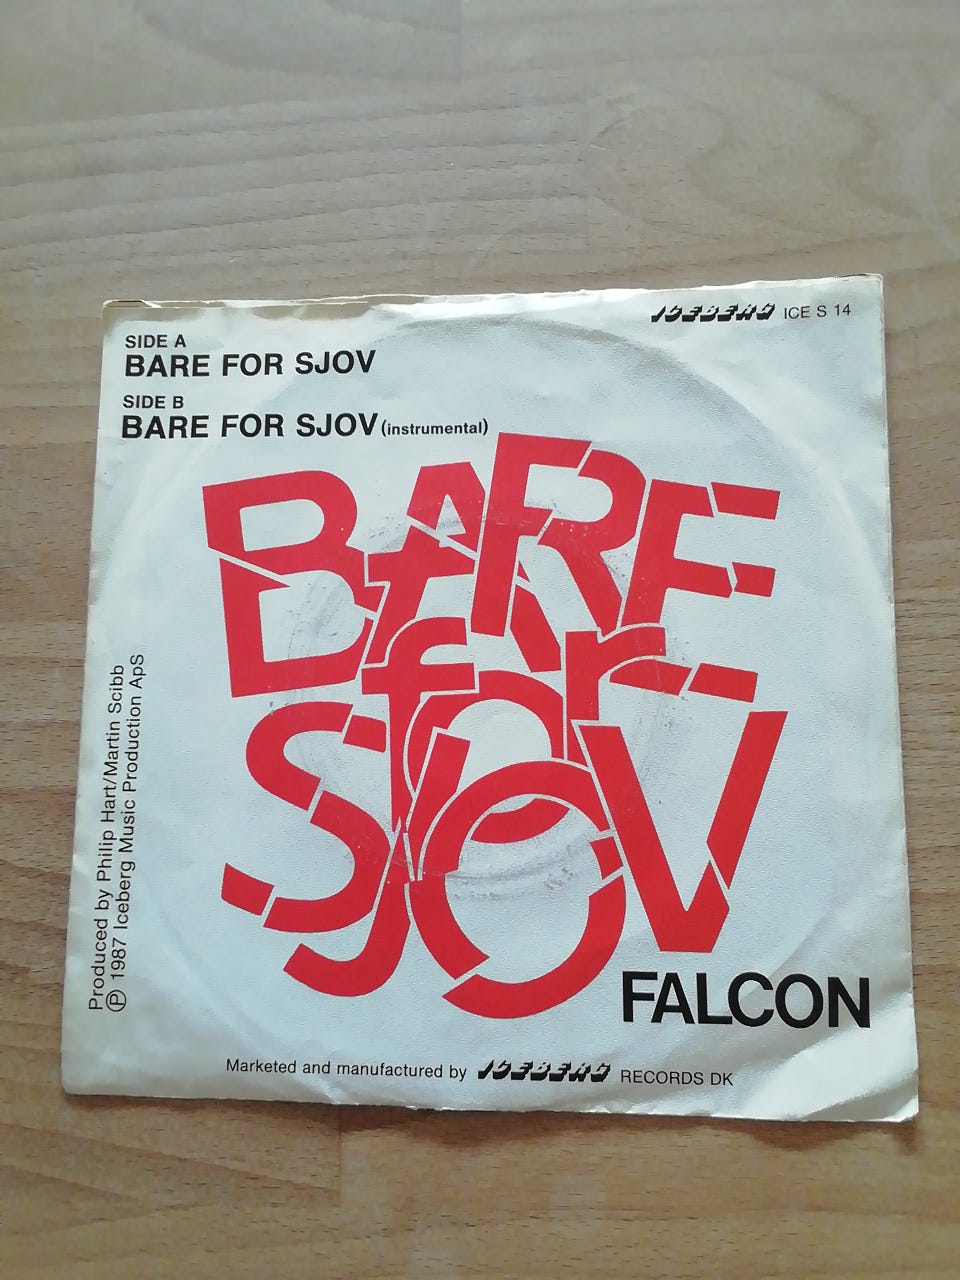 ICEBERG ICE S 14
SIDE A
BARE FOR SJOV
SIDE B
BARE FOR SJOV (instrumental)
BARE
for
SJOV
FALCON
Produced by Philip Hart/Martin Scibb
℗ 1987 Iceberg Music Production ApS
Marketed and manufactured by ICEBERG RECORDS DK